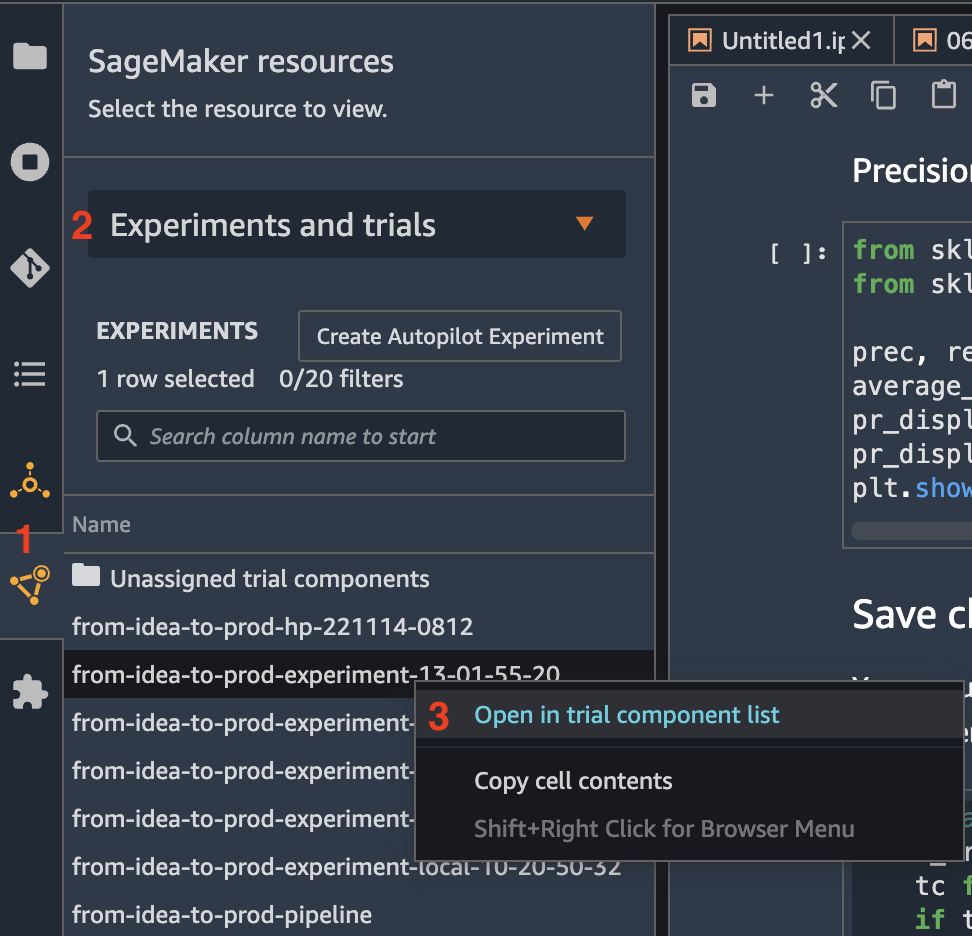 SageMaker resources
Select the resource to view.
2 Experiments and trials
EXPERIMENTS
Create Autopilot Experiment
1 row selected 0/20 filters
Search column name to start
1
Name
Unassigned trial components
from-idea-to-prod-hp-221114-0812
from-idea-to-prod-experiment-13-01-55-20
from-idea-to-prod-experiment-
from-idea-to-prod-experiment-
from-idea-to-prod-experiment-
from-idea-to-prod-experiment-local-10-20-50-32
from-idea-to-prod-pipeline
3 Open in trial component list
Copy cell contents
Shift+Right Click for Browser Menu
Untitled1.ip
06
Precision
[ ]:
from skl
from skl
prec, re
average_
pr_displ
pr_displ
plt.show
Save ch
tc f
if t